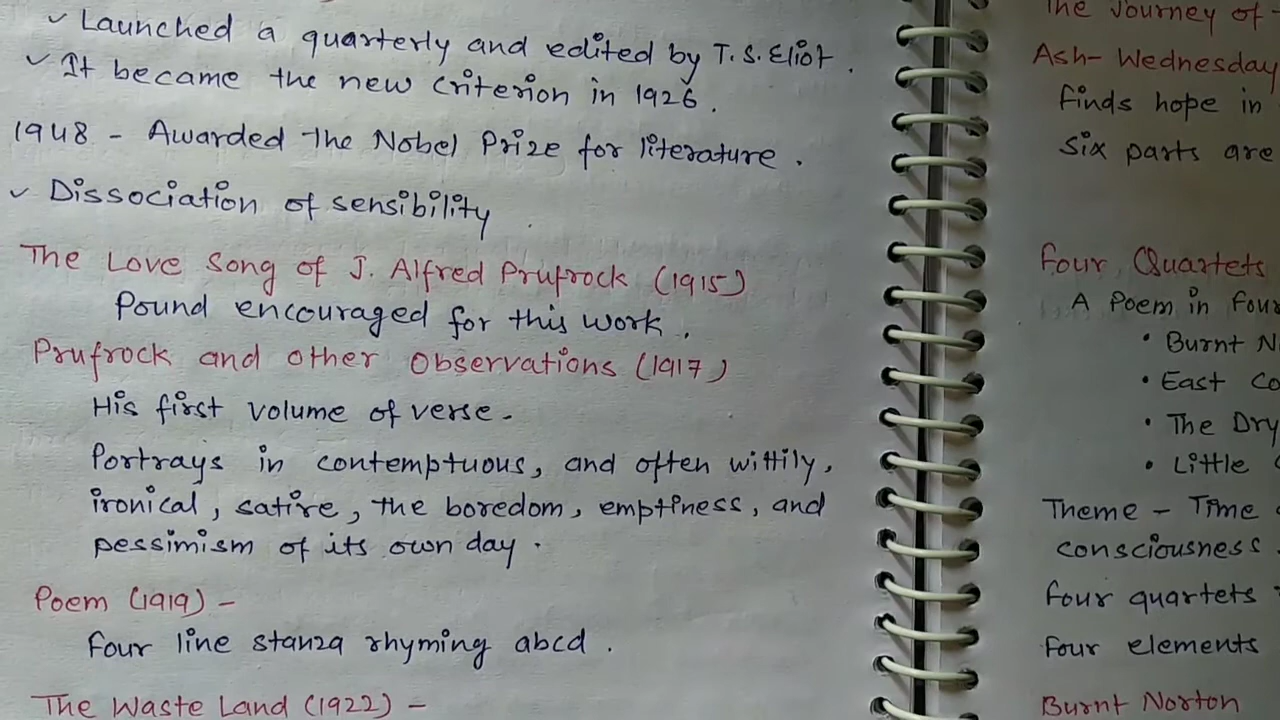 ✓ Launched a quarterly and edited by T.S. Eliot.
✓ It became the new Criterion in 1926.
1948 - Awarded the Nobel Prize for literature.
✓ Dissociation of sensibility
The Love Song of J. Alfred Prufrock (1915)
Pound encouraged for this work.
Prufrock and other Observations (1917)
His first volume of verse.
Portrays in contemptuous, and often wittily,
ironical, satire, the boredom, emptiness, and
pessimism of its own day.
Poem (1919) -
Four line stanza rhyming abcd.
The Waste Land (1922) -
The Journey of
Ash-Wednesday
Finds hope in
Six parts are
Four Quartets
A Poem in Four
• Burnt N
• East Co
• The Dry
• Little
Theme - Time
consciousness
four quartets
four elements
Burnt Norton